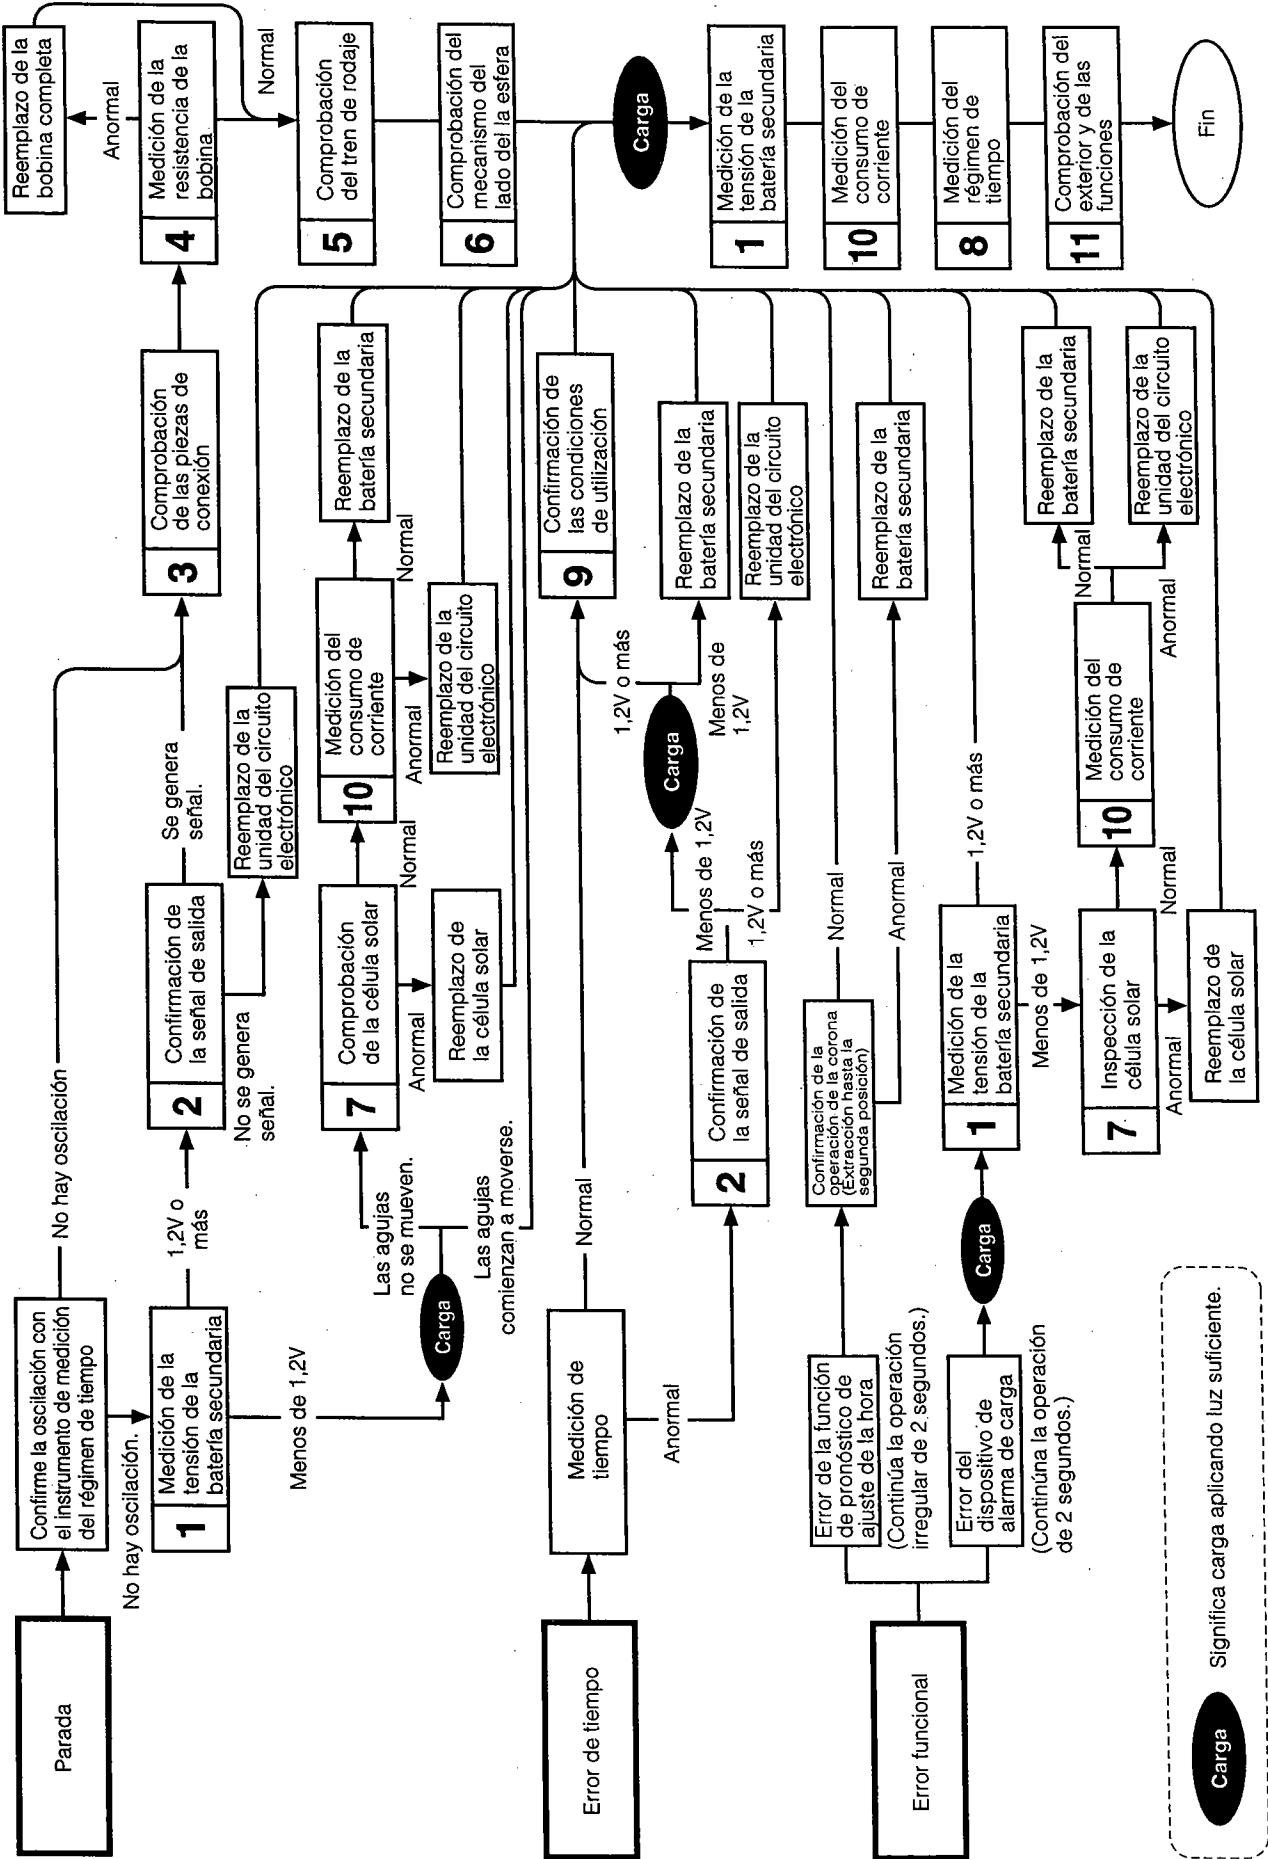 Parada
Confirme la oscilación con
el instrumento de medición
del régimen de tiempo
No hay oscilación
No hay oscilación.
1
Medición de la
tensión de la
batería secundaria
1,2V o
más
Menos de 1,2V
2
Confirmación de
la señal de salida
Se genera
señal.
No se genera
señal.
Reemplazo de la
unidad del circuito
electrónico
3
Comprobación
de las piezas de
conexión
4
Medición de la
resistencia de la
bobina
Anormal
Reemplazo de la
bobina completa
Normal
5
Comprobación
del tren de rodaje
6
Comprobación del
mecanismo del
lado del la esfera
Carga
Las agujas
no se mueven.
Las agujas
comienzan a moverse.
7
Comprobación
de la célula solar
Normal
Anormal
Reemplazo de
la célula solar
10
Medición del
consumo de
corriente
Normal
Anormal
Reemplazo de la
batería secundaria
Reemplazo de la
unidad del circuito
electrónico
Carga
1
Medición de la
tensión de la
batería secundaria
10
Medición del
consumo de
corriente
8
Medición del
régimen de
tiempo
11
Comprobación del
exterior y de las
funciones
Fin
Error de tiempo
Medición de
tiempo
Normal
Anormal
9
Confirmación de
las condiciones
de utilización
2
Confirmación de
la señal de salida
Menos de 1,2V
1,2V o más
Carga
1,2V o más
Menos de
1,2V
Reemplazo de la
batería secundaria
Reemplazo de la
unidad del circuito
electrónico
Error funcional
Error de la función
de pronóstico de
ajuste de la hora
(Continúa la operación
irregular de 2 segundos.)
Confirmación de la
operación de la corona
(Extracción hasta la
segunda posición)
Normal
Anormal
Reemplazo de la
batería secundaria
Error del
dispositivo de
alarma de carga
(Continúna la operación
de 2 segundos.)
Carga
1
Medición de la
tensión de la
batería secundaria
1,2V o más
Menos de 1,2V
7
Inspección de la
célula solar
Normal
Anormal
Reemplazo de
la célula solar
10
Medición del
consumo de
corriente
Normal
Anormal
Reemplazo de la
batería secundaria
Reemplazo de la
unidad del circuito
electrónico
Carga
Significa carga aplicando luz suficiente.